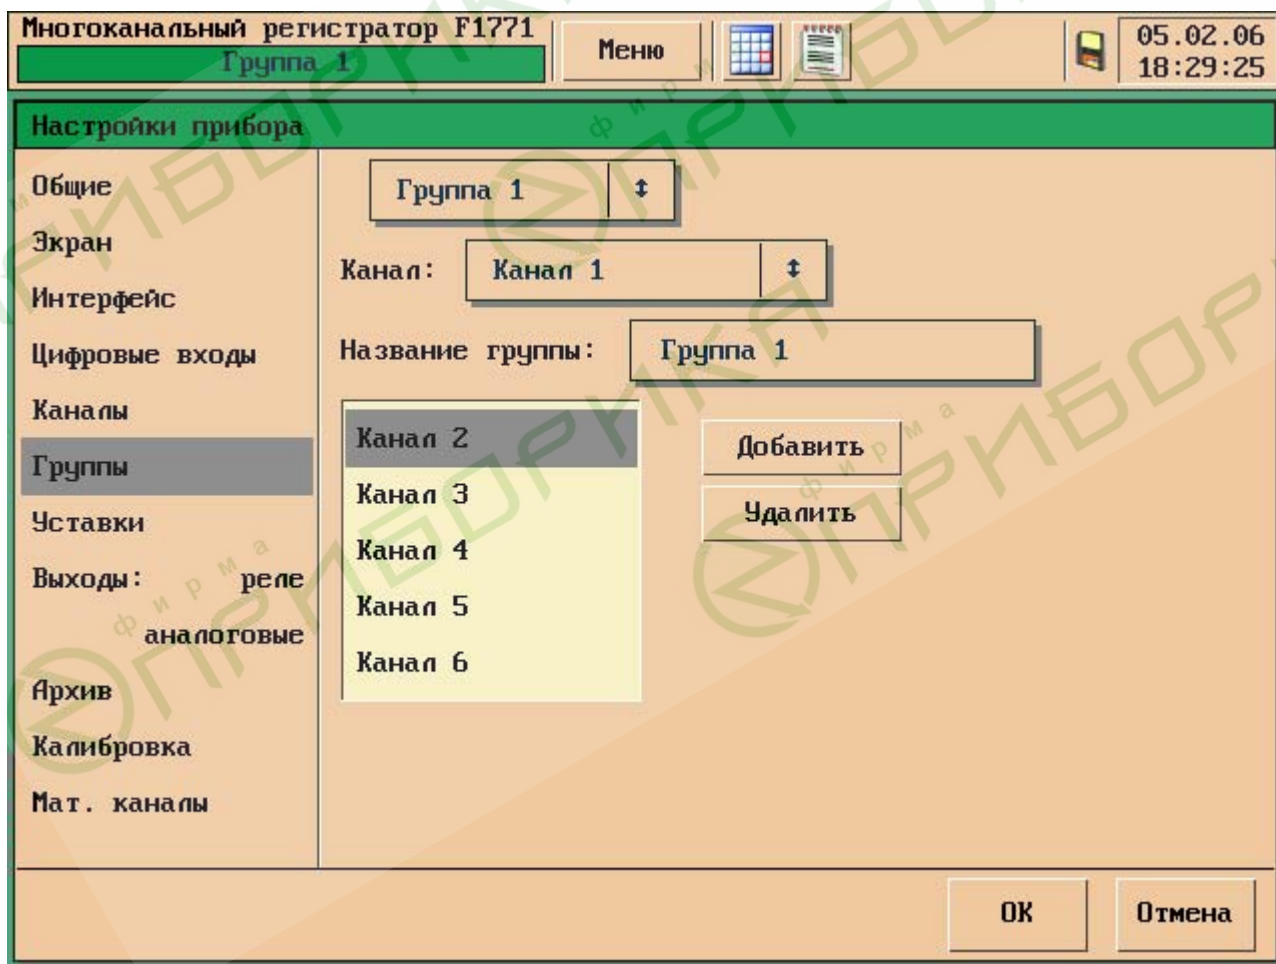 Многоканальный регистратор F1771
Группа 1
Меню
05.02.06
18:29:25
Настройки прибора
Общие
Экран
Интерфейс
Цифровые входы
Каналы
Группы
Уставки
Выходы: реле
аналоговые
Архив
Калибровка
Мат. каналы
Группа 1
Канал: Канал 1
Название группы: Группа 1
Канал 2
Канал 3
Канал 4
Канал 5
Канал 6
Добавить
Удалить
ОК
Отмена
фирма
ПРИБОРИКА